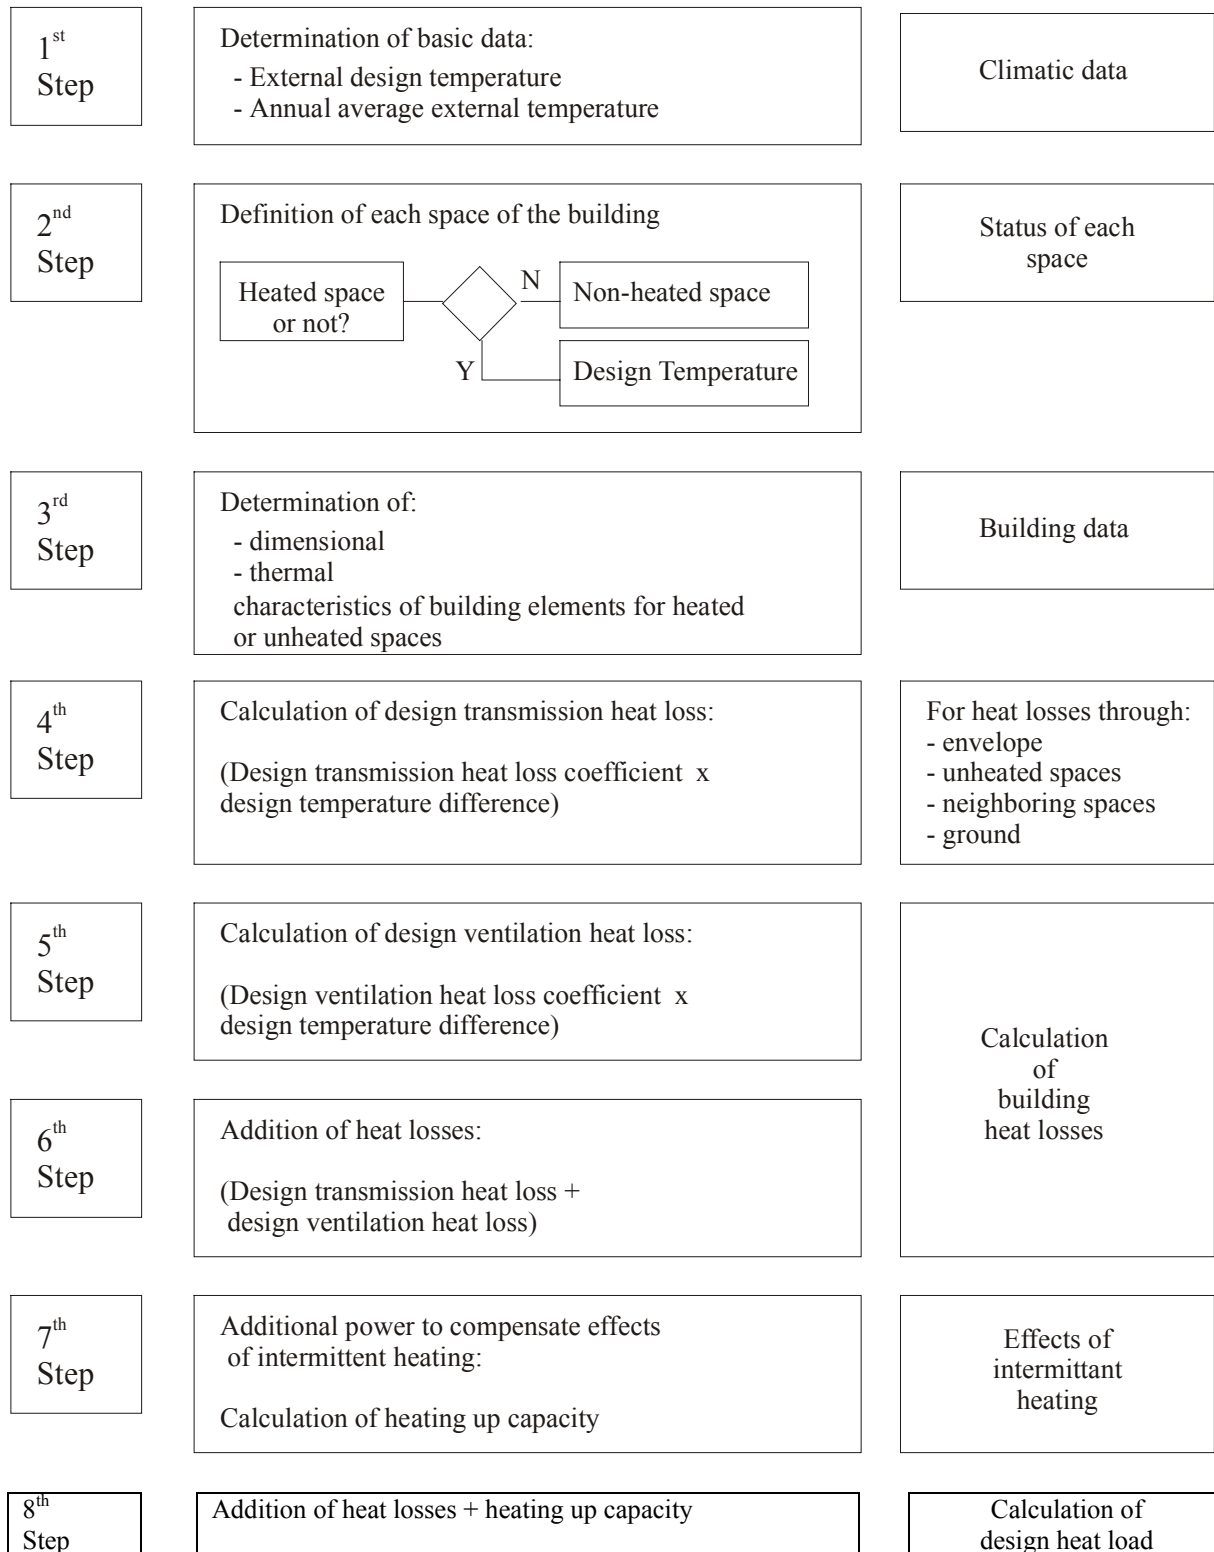 1st
Step
Determination of basic data:
- External design temperature
- Annual average external temperature
Climatic data
2nd
Step
Definition of each space of the building
Heated space
or not?
N
Non-heated space
Y
Design Temperature
Status of each
space
3rd
Step
Determination of:
- dimensional
- thermal
characteristics of building elements for heated
or unheated spaces
Building data
4th
Step
Calculation of design transmission heat loss:
(Design transmission heat loss coefficient x
design temperature difference)
For heat losses through:
- envelope
- unheated spaces
- neighboring spaces
- ground
5th
Step
Calculation of design ventilation heat loss:
(Design ventilation heat loss coefficient x
design temperature difference)
Calculation
of
building
heat losses
6th
Step
Addition of heat losses:
(Design transmission heat loss +
design ventilation heat loss)
7th
Step
Additional power to compensate effects
of intermittent heating:
Calculation of heating up capacity
Effects of
intermittant
heating
8th
Step
Addition of heat losses + heating up capacity
Calculation of
design heat load